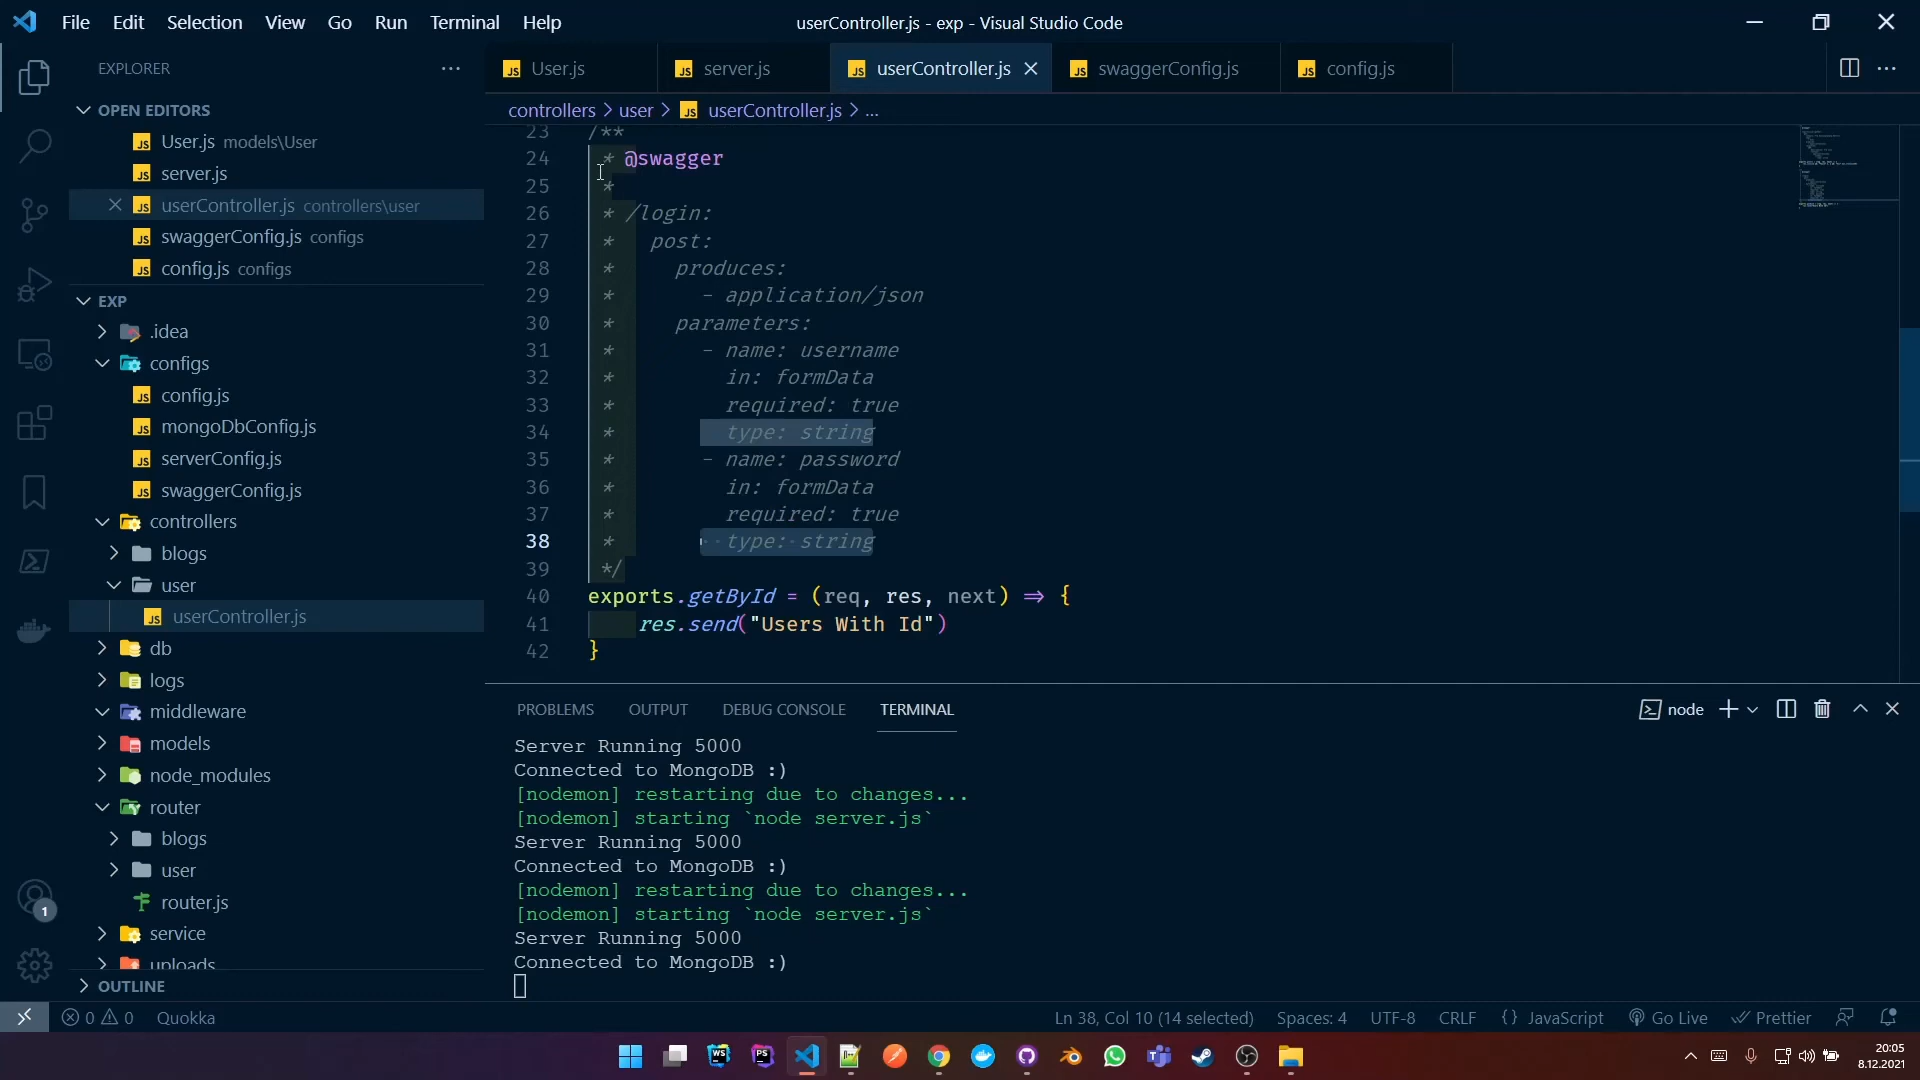 File Edit Selection View Go Run Terminal Help
userController.js - exp - Visual Studio Code
EXPLORER
OPEN EDITORS
User.js models\User
server.js
userController.js controllers\user
swaggerConfig.js configs
config.js configs
EXP
.idea
configs
config.js
mongoDbConfig.js
serverConfig.js
swaggerConfig.js
controllers
blogs
user
userController.js
db
logs
middleware
models
node_modules
router
blogs
user
router.js
service
uploads
OUTLINE
User.js server.js userController.js swaggerConfig.js config.js
controllers > user > userController.js > ...
23 /**
24 * @swagger
25 *
26 * /login:
27 * post:
28 * produces:
29 * - application/json
30 * parameters:
31 * - name: username
32 * in: formData
33 * required: true
34 * type: string
35 * - name: password
36 * in: formData
37 * required: true
38 * type: string
39 */
40 exports.getById = (req, res, next) => {
41 res.send("Users With Id")
42 }
PROBLEMS OUTPUT DEBUG CONSOLE TERMINAL
node
Server Running 5000
Connected to MongoDB :)
[nodemon] restarting due to changes...
[nodemon] starting `node server.js`
Server Running 5000
Connected to MongoDB :)
[nodemon] restarting due to changes...
[nodemon] starting `node server.js`
Server Running 5000
Connected to MongoDB :)
1
0 0 Quokka
Ln 38, Col 10 (14 selected) Spaces: 4 UTF-8 CRLF {} JavaScript Go Live Prettier
WS PS
20:05
8.12.2021